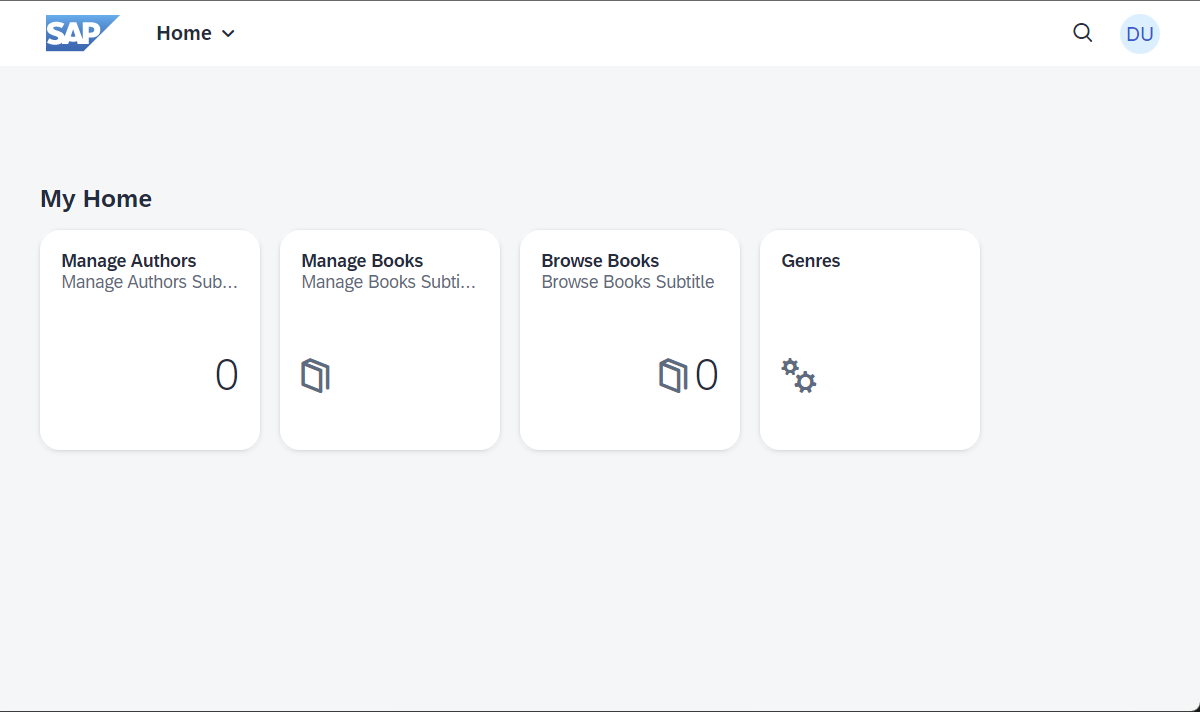 SAP
Home
DU
My Home
Manage Authors
Manage Authors Sub...
0
Manage Books
Manage Books Subti...
Browse Books
Browse Books Subtitle
0
Genres